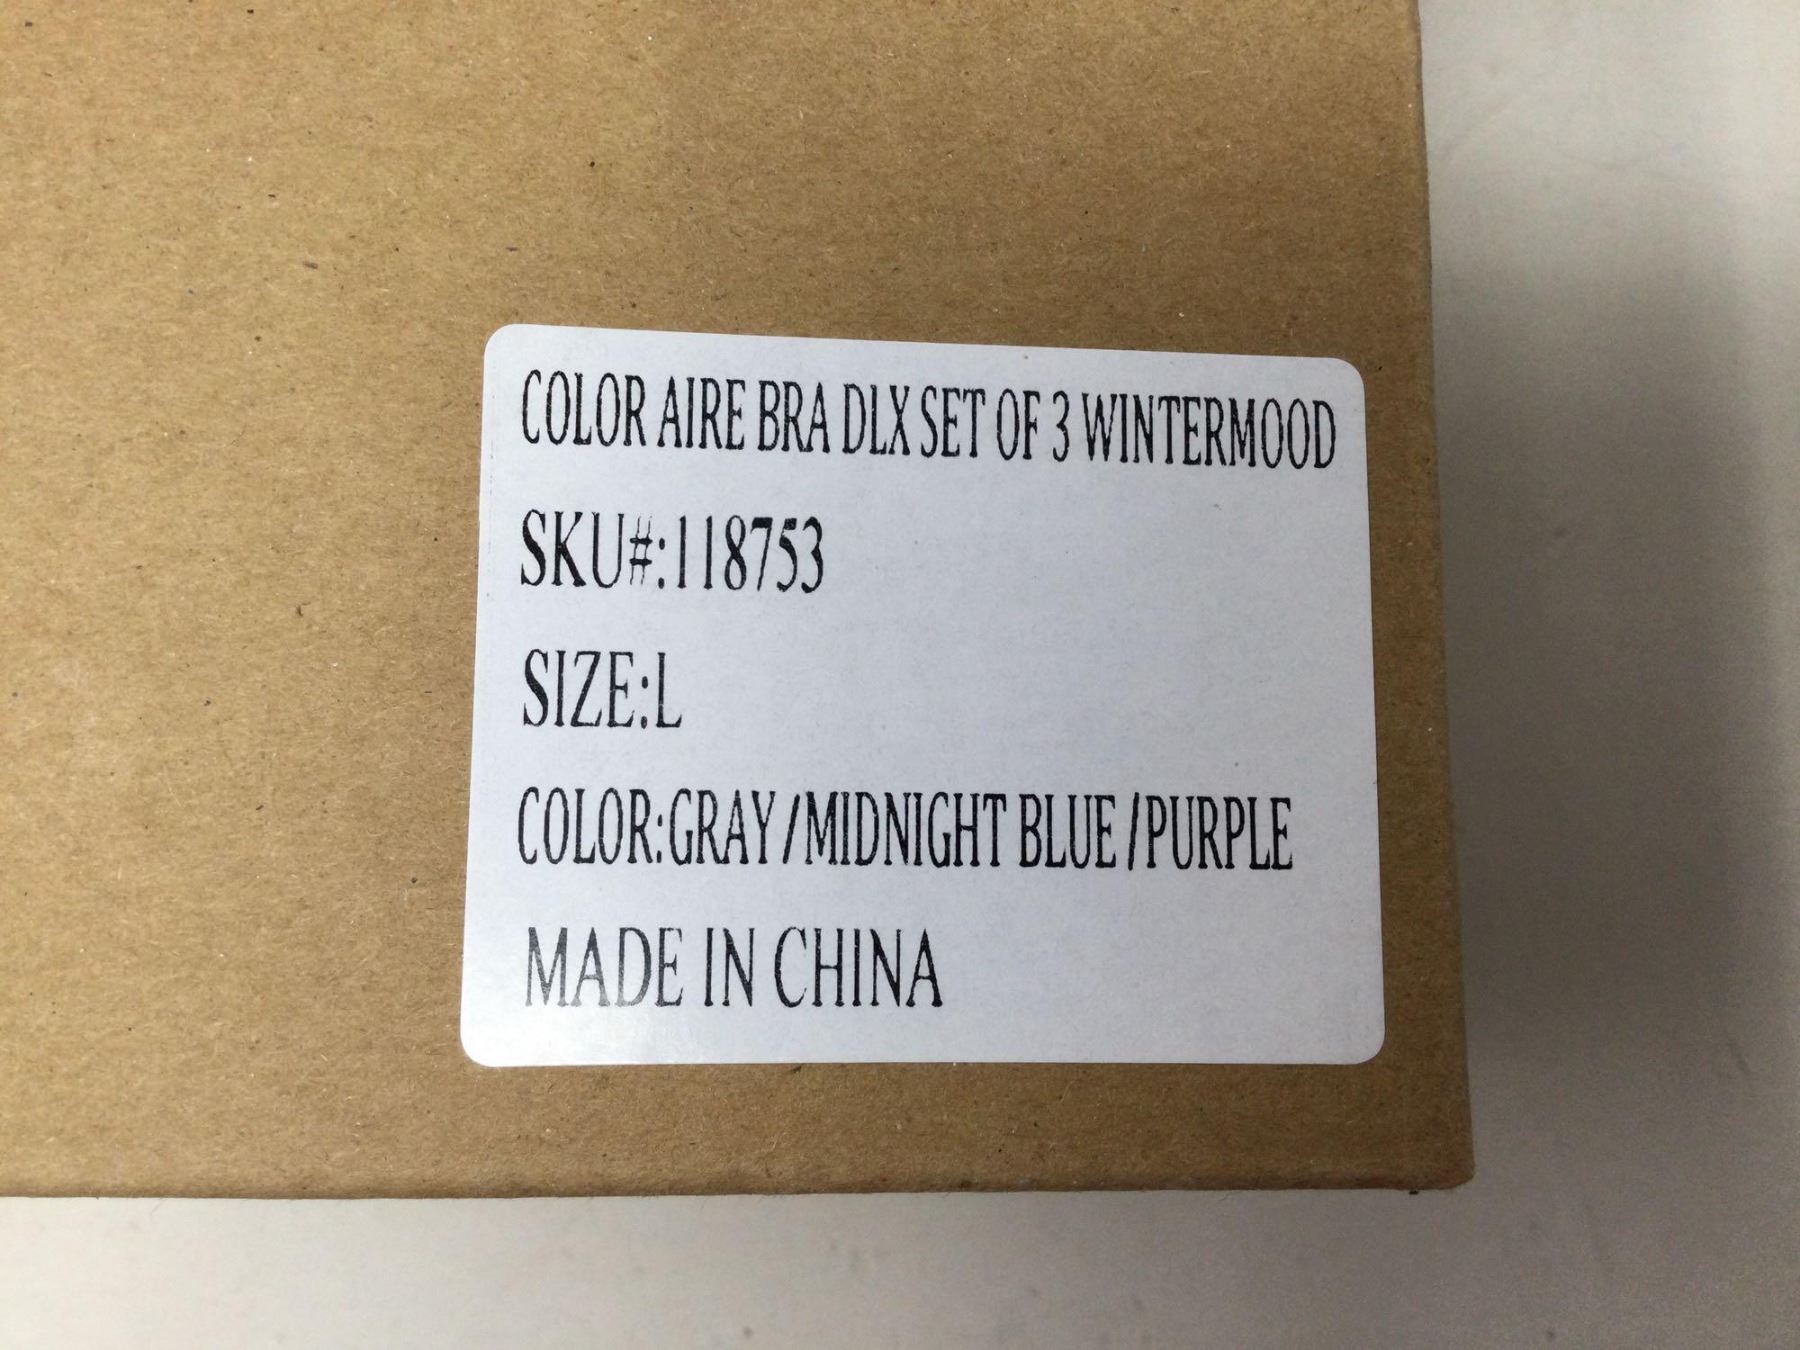 COLOR AIRE BRA DLX SET OF 3 WINTERMOOD
SKU#:118753
SIZE:L
COLOR:GRAY/MIDNIGHT BLUE/PURPLE
MADE IN CHINA